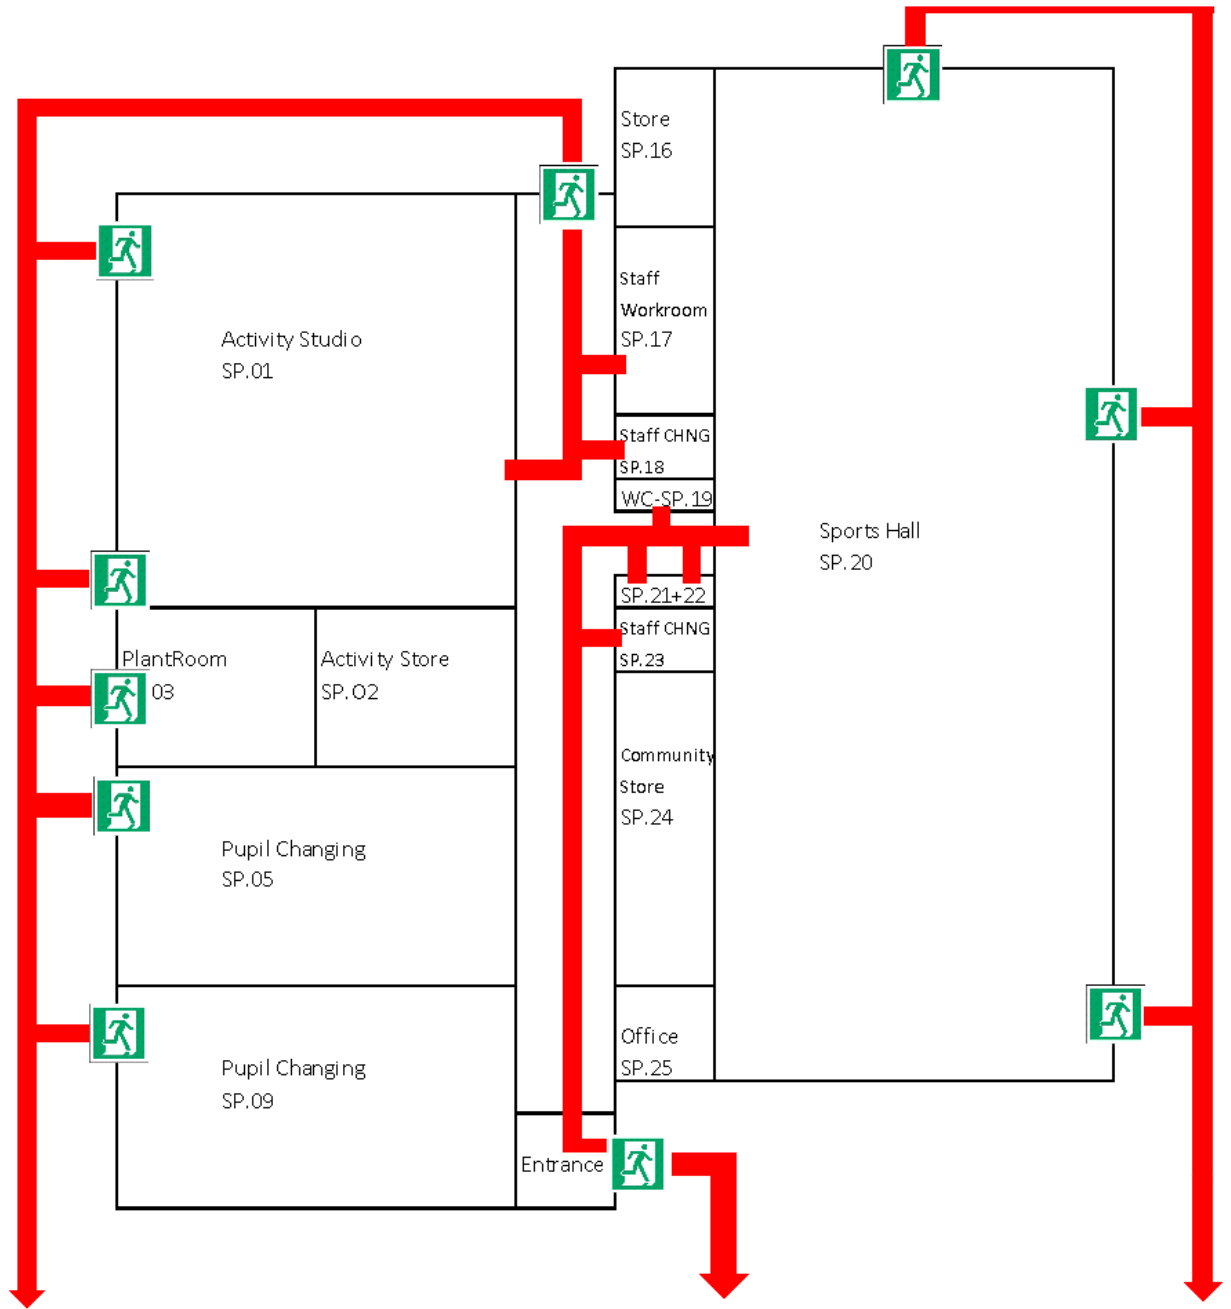 Store
SP.16
Staff
Workroom
SP.17
Activity Studio
SP.01
Staff CHNG
SP.18
WC-SP.19
Sports Hall
SP.20
SP.21+22
Staff CHNG
SP.23
PlantRoom
03
Activity Store
SP.O2
Community
Store
SP.24
Pupil Changing
SP.05
Office
SP.25
Pupil Changing
SP.09
Entrance